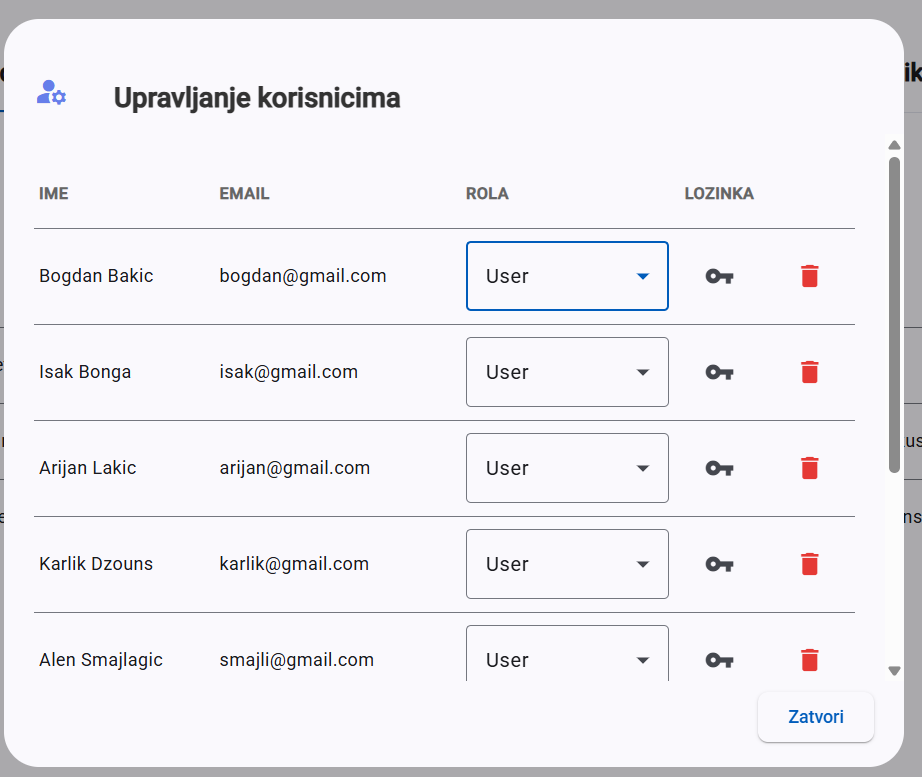 Upravljanje korisnicima
IME EMAIL ROLA LOZINKA
Bogdan Bakic bogdan@gmail.com User
Isak Bonga isak@gmail.com User
Arijan Lakic arijan@gmail.com User
Karlik Dzouns karlik@gmail.com User
Alen Smajlagic smajli@gmail.com User
Zatvori